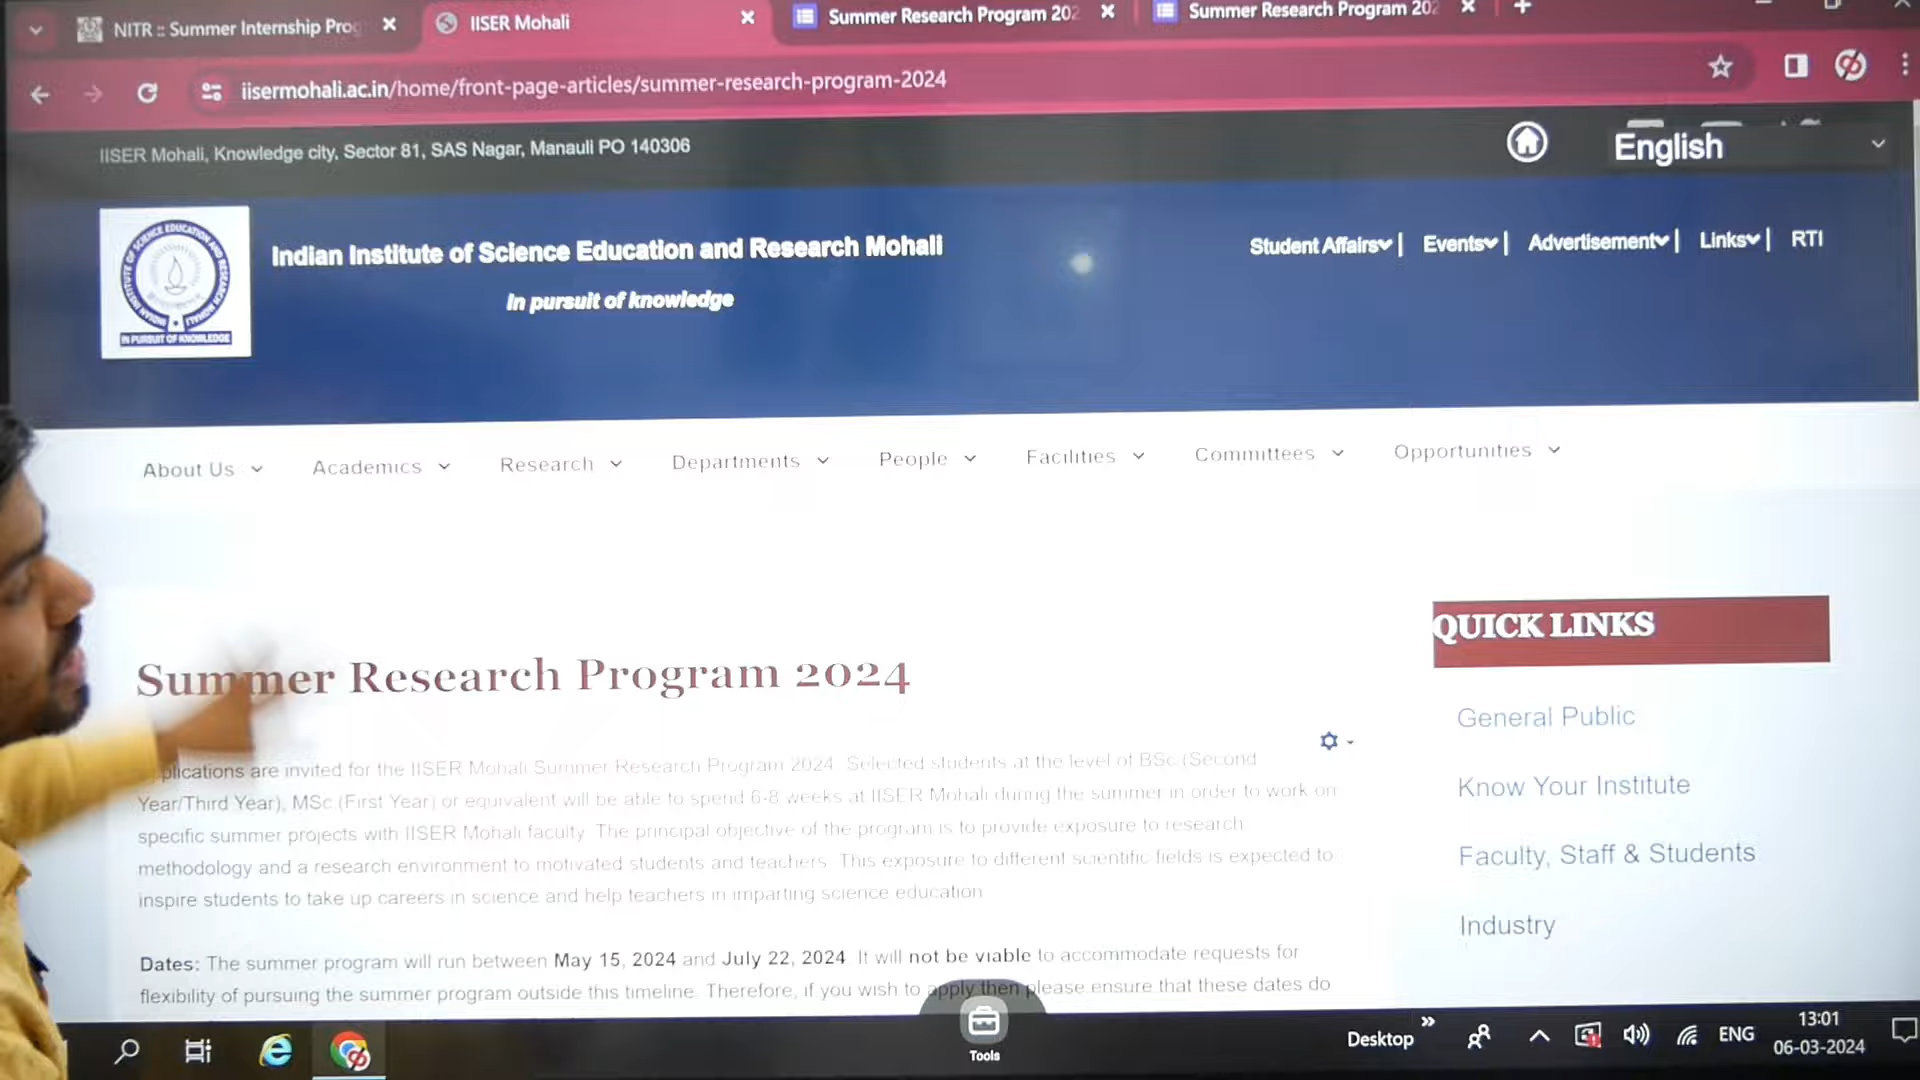 NITR :: Summer Internship Prog
IISER Mohali
Summer Research Program 202
Summer Research Program 202
iisermohali.ac.in/home/front-page-articles/summer-research-program-2024
IISER Mohali, Knowledge city, Sector 81, SAS Nagar, Manauli PO 140306
English
INDIAN INSTITUTE OF SCIENCE EDUCATION AND RESEARCH MOHALI
IN PURSUIT OF KNOWLEDGE
Indian Institute of Science Education and Research Mohali
In pursuit of knowledge
Student Affairs | Events | Advertisement | Links | RTI
About Us Academics Research Departments People Facilities Committees Opportunities
Summer Research Program 2024
plications are invited for the IISER Mohali Summer Research Program 2024. Selected students at the level of BSc (Second
Year/Third Year), MSc (First Year) or equivalent will be able to spend 6-8 weeks at IISER Mohali during the summer in order to work on
specific summer projects with IISER Mohali faculty. The principal objective of the program is to provide exposure to research
methodology and a research environment to motivated students and teachers. This exposure to different scientific fields is expected to
inspire students to take up careers in science and help teachers in imparting science education
Dates: The summer program will run between May 15, 2024 and July 22, 2024. It will not be viable to accommodate requests for
flexibility of pursuing the summer program outside this timeline. Therefore, if you wish to apply then please ensure that these dates do
QUICK LINKS
General Public
Know Your Institute
Faculty, Staff & Students
Industry
Tools
Desktop
ENG
13:01
06-03-2024